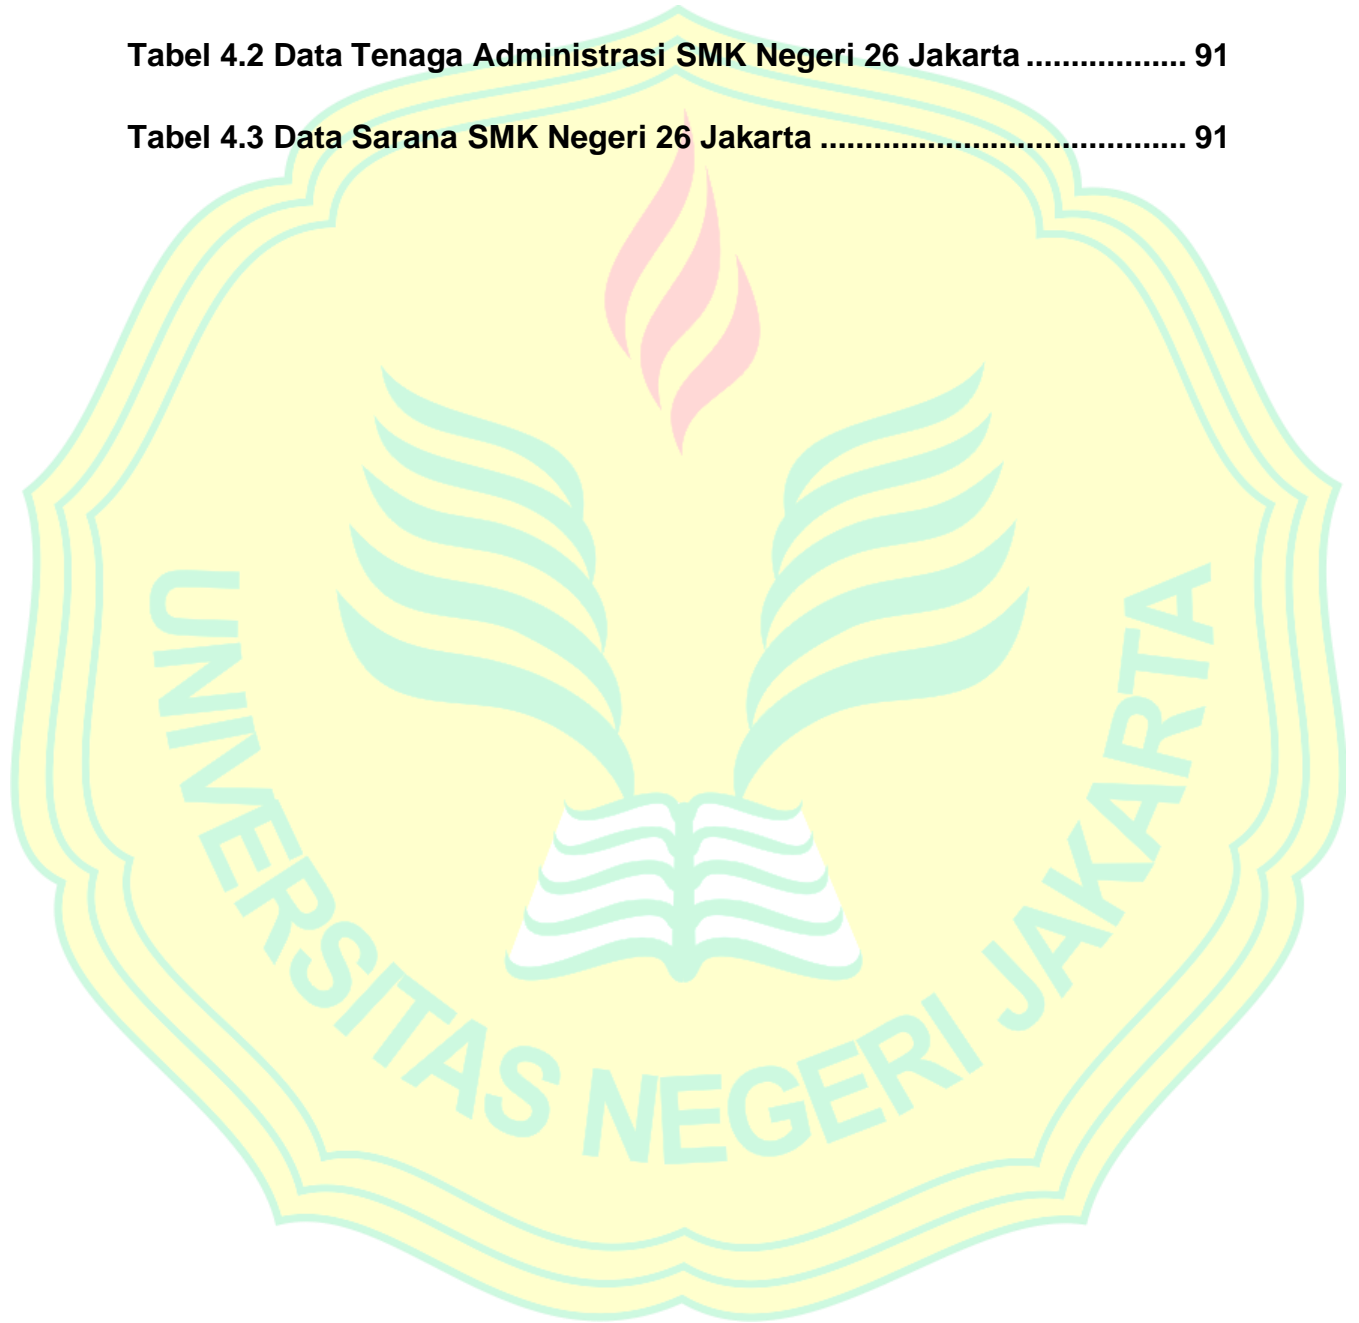 Tabel 4.2 Data Tenaga Administrasi SMK Negeri 26 Jakarta .................. 91
Tabel 4.3 Data Sarana SMK Negeri 26 Jakarta ......................................... 91
UNIVERSITAS NEGERI JAKARTA